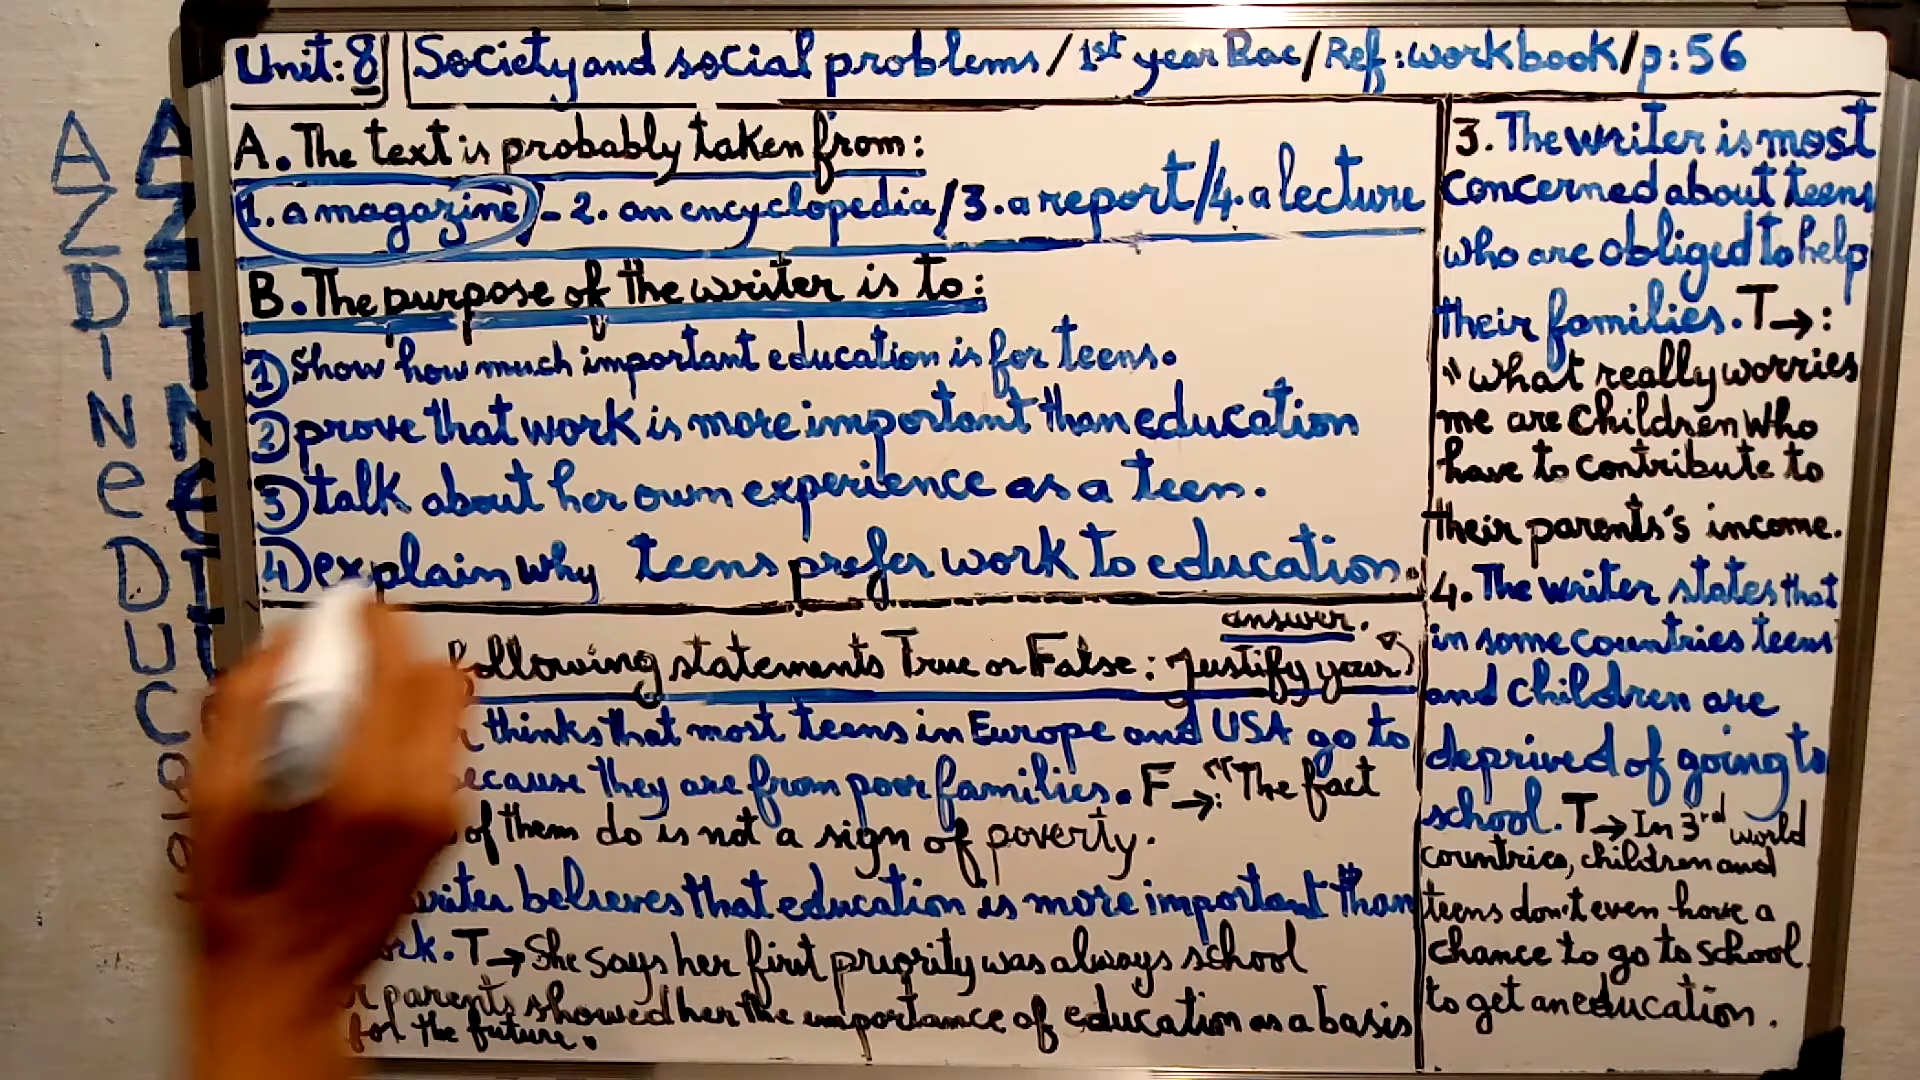 Unit: 8 Society and social problems / 1st year Bac / Ref: workbook / p: 56
A. The text is probably taken from:
1. a magazine - 2. an encyclopedia / 3. a report / 4. a lecture
B. The purpose of the writer is to:
1) Show how much important education is for teens.
2) prove that work is more important than education
3) talk about her own experience as a teen.
4) explain why teens prefer work to education.
answer.
following statements True or False: justify your
thinks that most teens in Europe and USA go to
because they are from poor families. F →: "The fact
of them do is not a sign of poverty.
writer believes that education is more important than
T → She says her first priority was always school
parents showed her the importance of education as a basis
for the future.
3. The writer is most
concerned about teens
who are obliged to help
their families. T →:
"what really worries
me are children who
have to contribute to
their parents's income.
4. The writer states that
in some countries teens
and children are
deprived of going to
school. T → In 3rd world
countries, children and
teens don't even have a
chance to go to school
to get an education.
AZDINE DUC